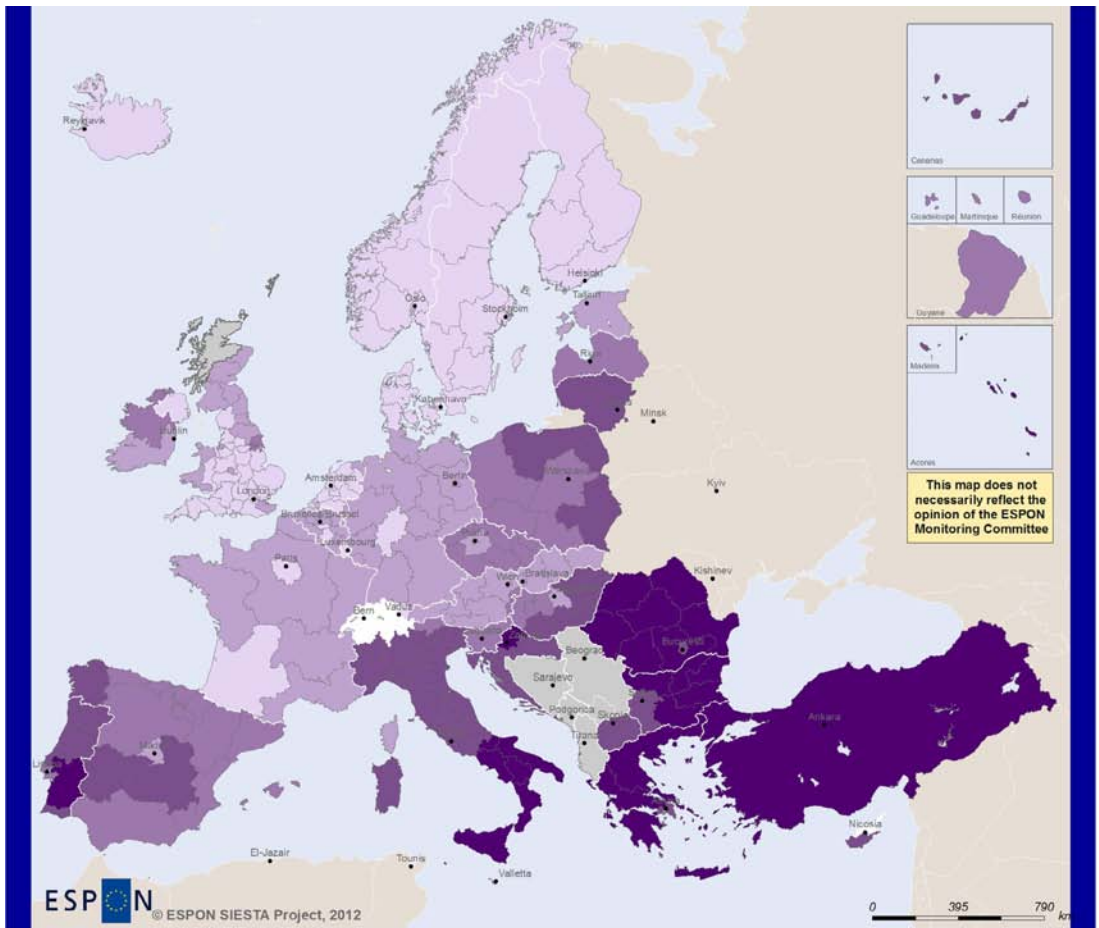 Reykjavik
Canarias
Guadeloupe
Martinique
Réunion
Guyane
Madeira
Acores
This map does not
necessarily reflect the
opinion of the ESPON
Monitoring Committee
Helsinki
Tallinn
Oslo
Stockholm
Riga
København
Minsk
Dublin
Amsterdam
Berlin
Warszawa
London
Kyiv
Bruxelles/Brussel
Luxembourg
Paris
Kishinev
Wien
Bratislava
Bern
Vaduz
Bucuresti
Beograd
Sarajevo
Podgorica
Skopje
Tirana
Ankara
Madrid
Nicosia
El-Jazair
Tounis
Valletta
ESPON
© ESPON SIESTA Project, 2012
0 395 790
km